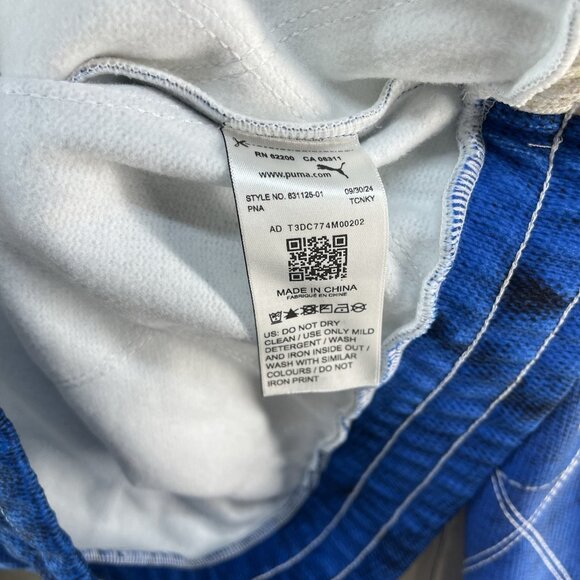 RN 62200 CA 08311
www.puma.com
STYLE NO. 631125-01 09/30/24
PNA TCNKY
AD T3DC774M00202
MADE IN CHINA
FABRIQUÉ EN CHINE
US: DO NOT DRY
CLEAN / USE ONLY MILD
DETERGENT / WASH
AND IRON INSIDE OUT /
WASH WITH SIMILAR
COLOURS / DO NOT
IRON PRINT